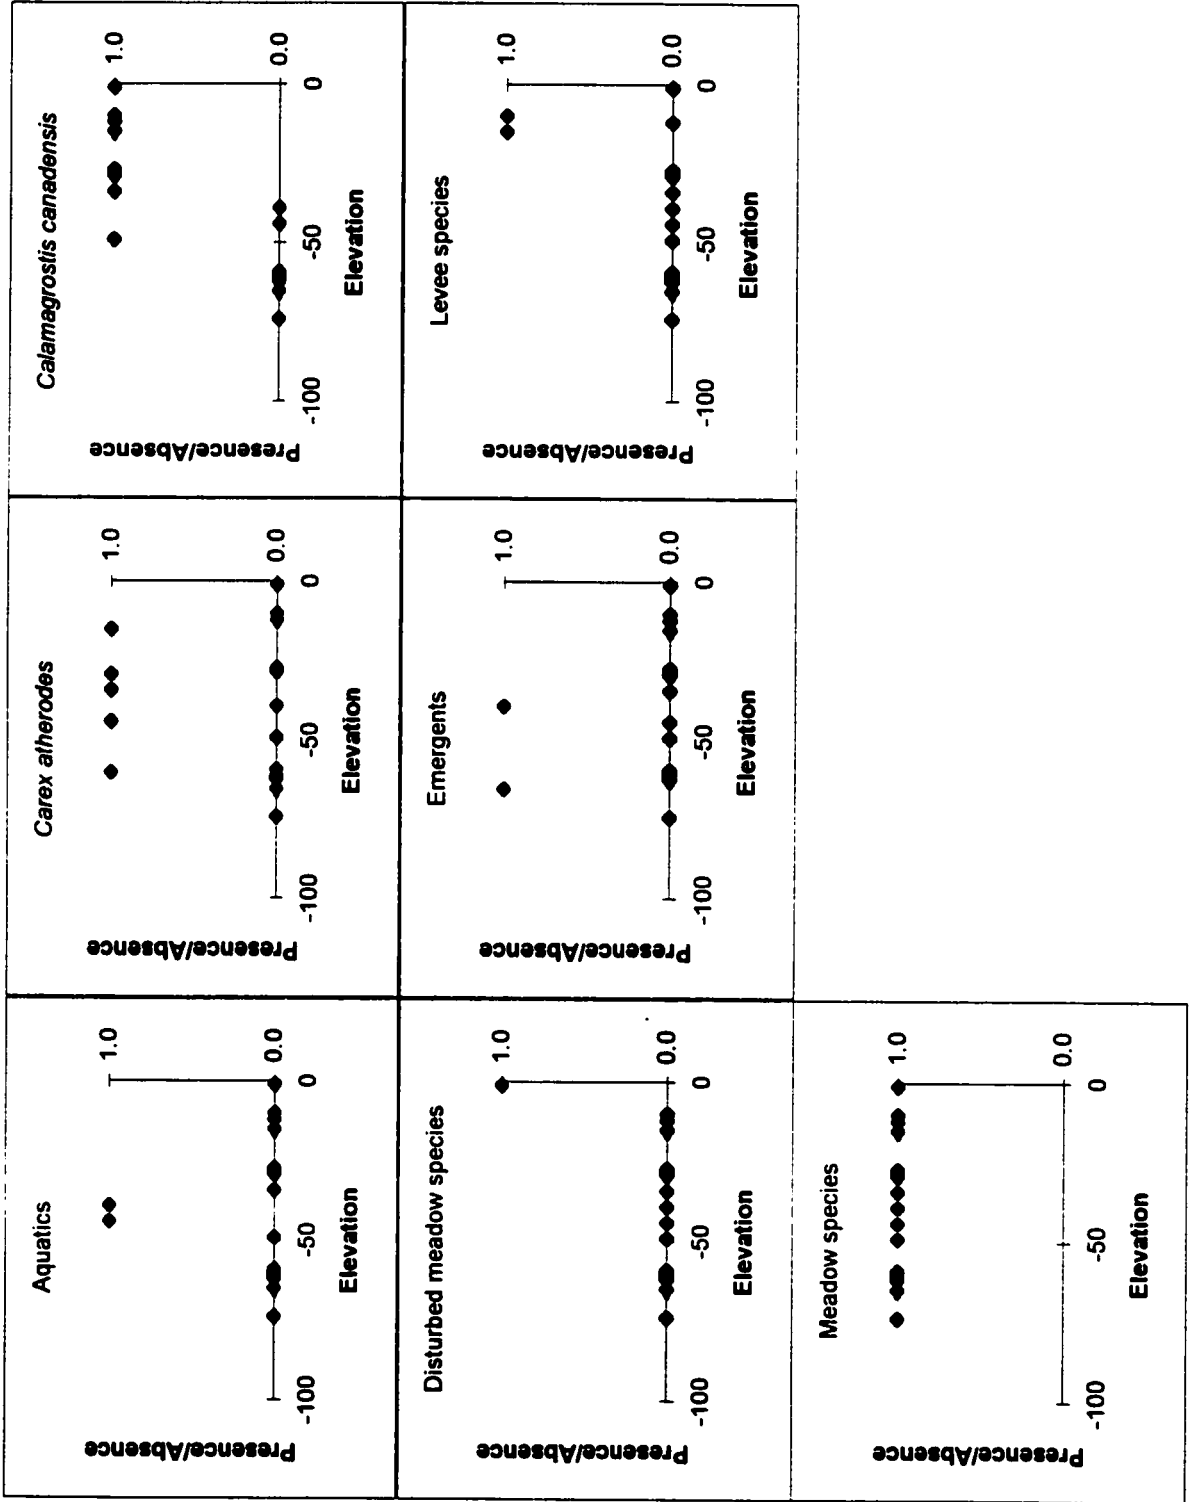 Aquatics
Presence/Absence
1.0
0.0
-100
-50
0
Elevation
Carex atherodes
Presence/Absence
1.0
0.0
-100
-50
0
Elevation
Calamagrostis canadensis
Presence/Absence
1.0
0.0
-100
-50
0
Elevation
Disturbed meadow species
Presence/Absence
1.0
0.0
-100
-50
0
Elevation
Emergents
Presence/Absence
1.0
0.0
-100
-50
0
Elevation
Levee species
Presence/Absence
1.0
0.0
-100
-50
0
Elevation
Meadow species
Presence/Absence
1.0
0.0
-100
-50
0
Elevation